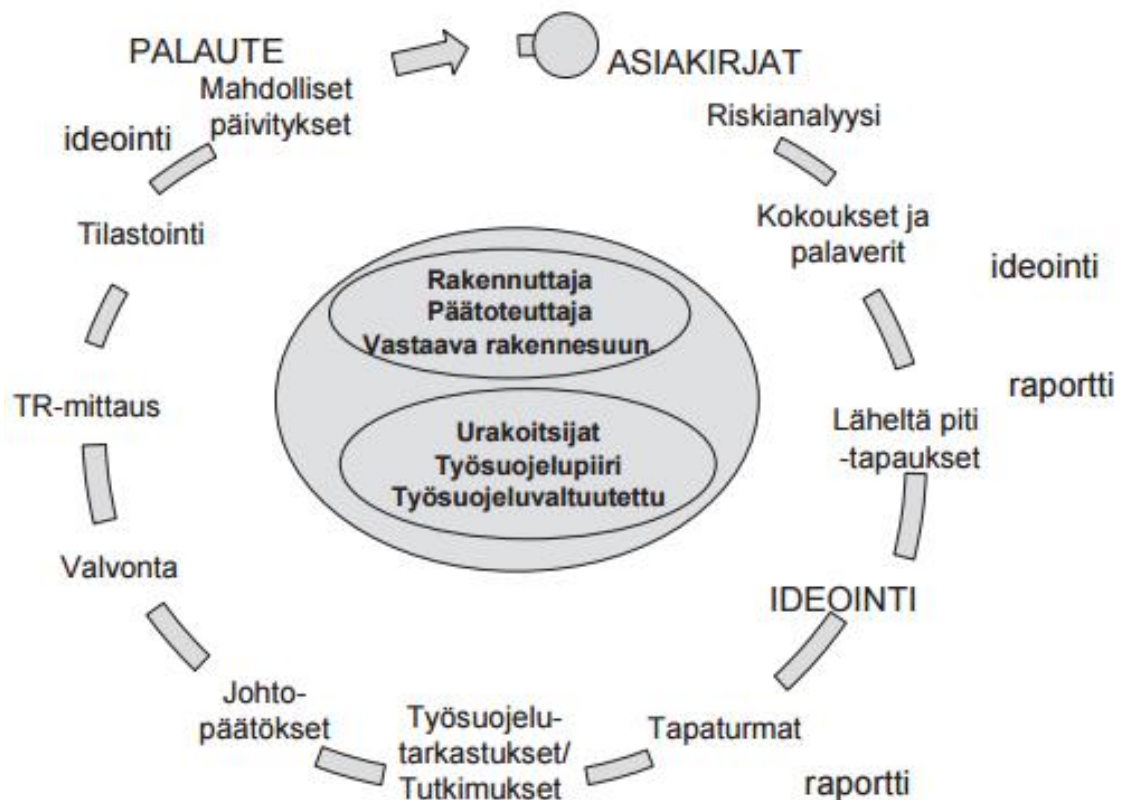 PALAUTE
Mahdolliset
päivitykset
ideointi
Tilastointi
TR-mittaus
Valvonta
Johto-
päätökset
Työsuojelu-
tarkastukset/
Tutkimukset
Tapaturmat
raportti
IDEOINTI
Läheltä piti
-tapaukset
raportti
ideointi
Kokoukset ja
palaverit
Riskianalyysi
ASIAKIRJAT
Rakennuttaja
Päätoteuttaja
Vastaava rakennesuun.
Urakoitsijat
Työsuojelupiiri
Työsuojeluvaltuutettu